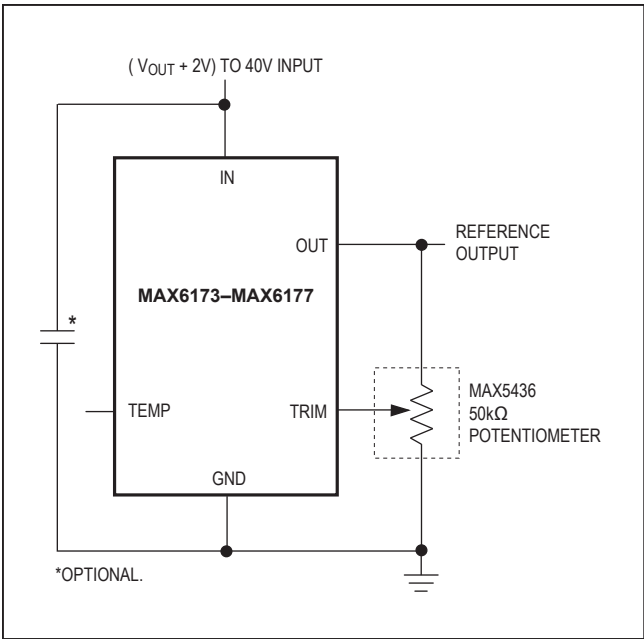 ( VOUT + 2V) TO 40V INPUT
IN
OUT
REFERENCE
OUTPUT
MAX6173–MAX6177
*
TEMP
TRIM
MAX5436
50kΩ
POTENTIOMETER
GND
*OPTIONAL.